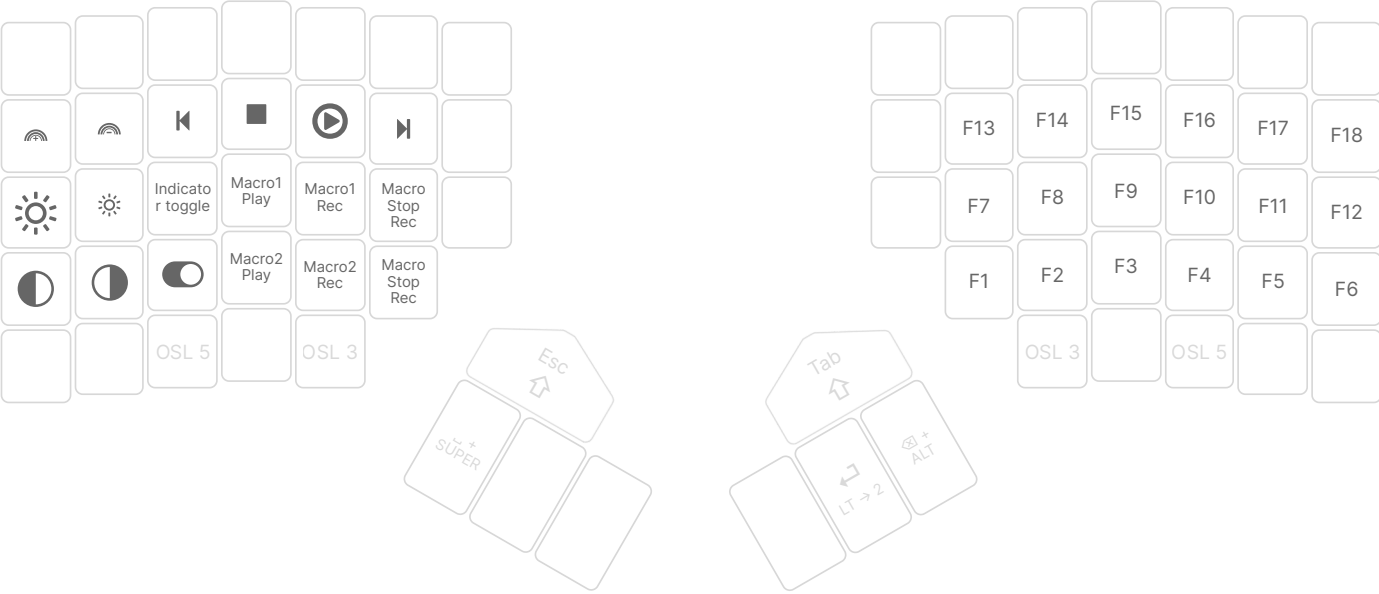 F13
F14
F15
F16
F17
F18
Indicato
r toggle
Macro1
Play
Macro1
Rec
Macro
Stop
Rec
F7
F8
F9
F10
F11
F12
Macro2
Play
Macro2
Rec
Macro
Stop
Rec
F1
F2
F3
F4
F5
F6
OSL 5
OSL 3
OSL 3
OSL 5
Esc
Tab
+
SUPER
+
ALT
LT → 2